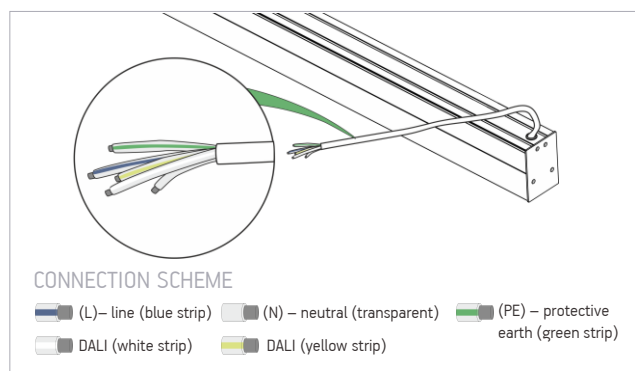 CONNECTION SCHEME
(L)– line (blue strip)
(N) – neutral (transparent)
(PE) – protective
earth (green strip)
DALI (white strip)
DALI (yellow strip)